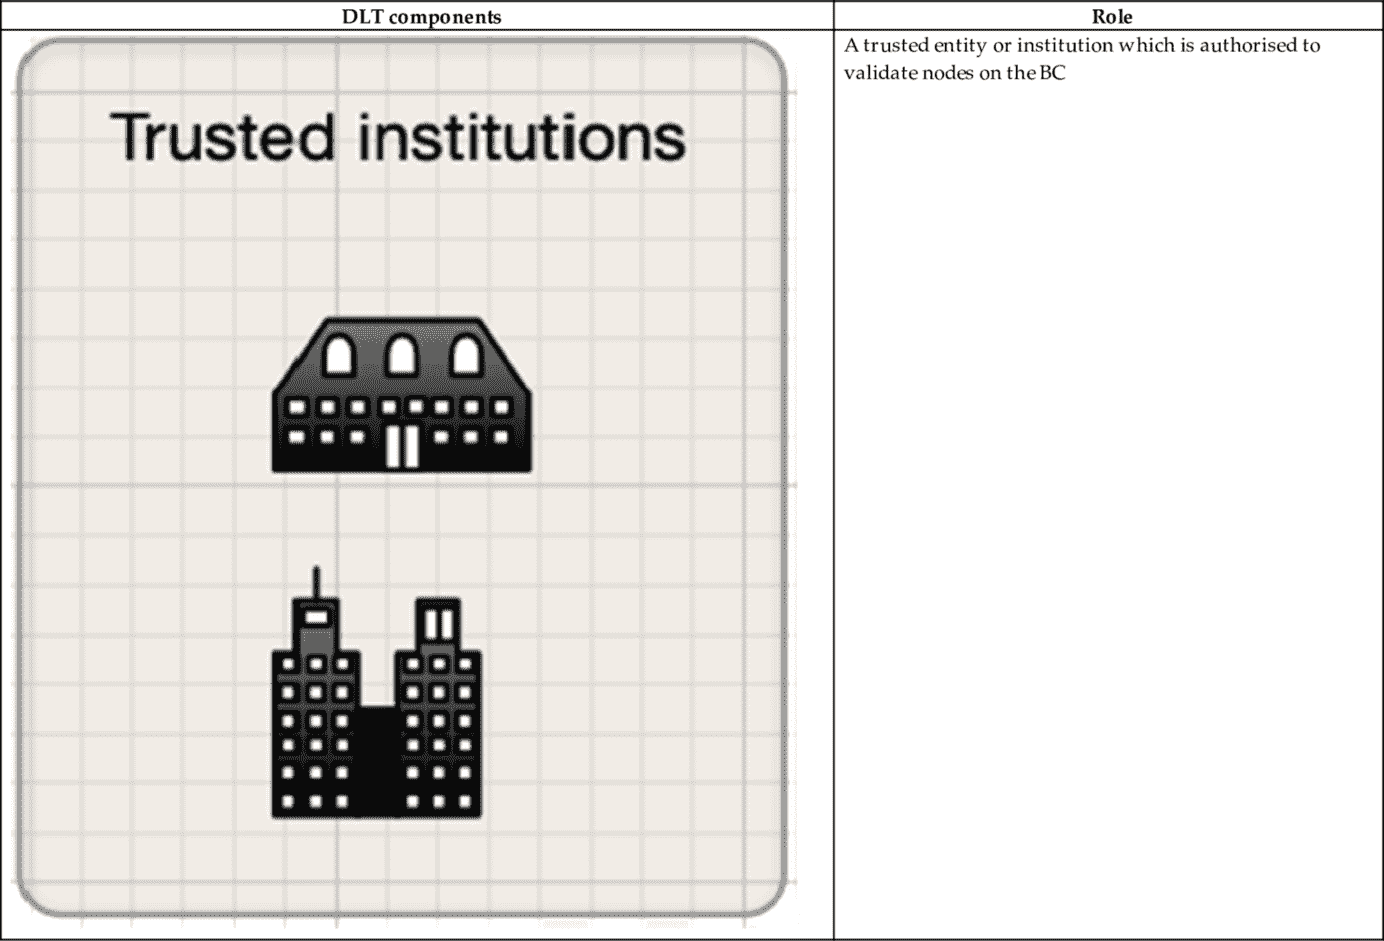 DLT components
Role
Trusted institutions
A trusted entity or institution which is authorised to
validate nodes on the BC